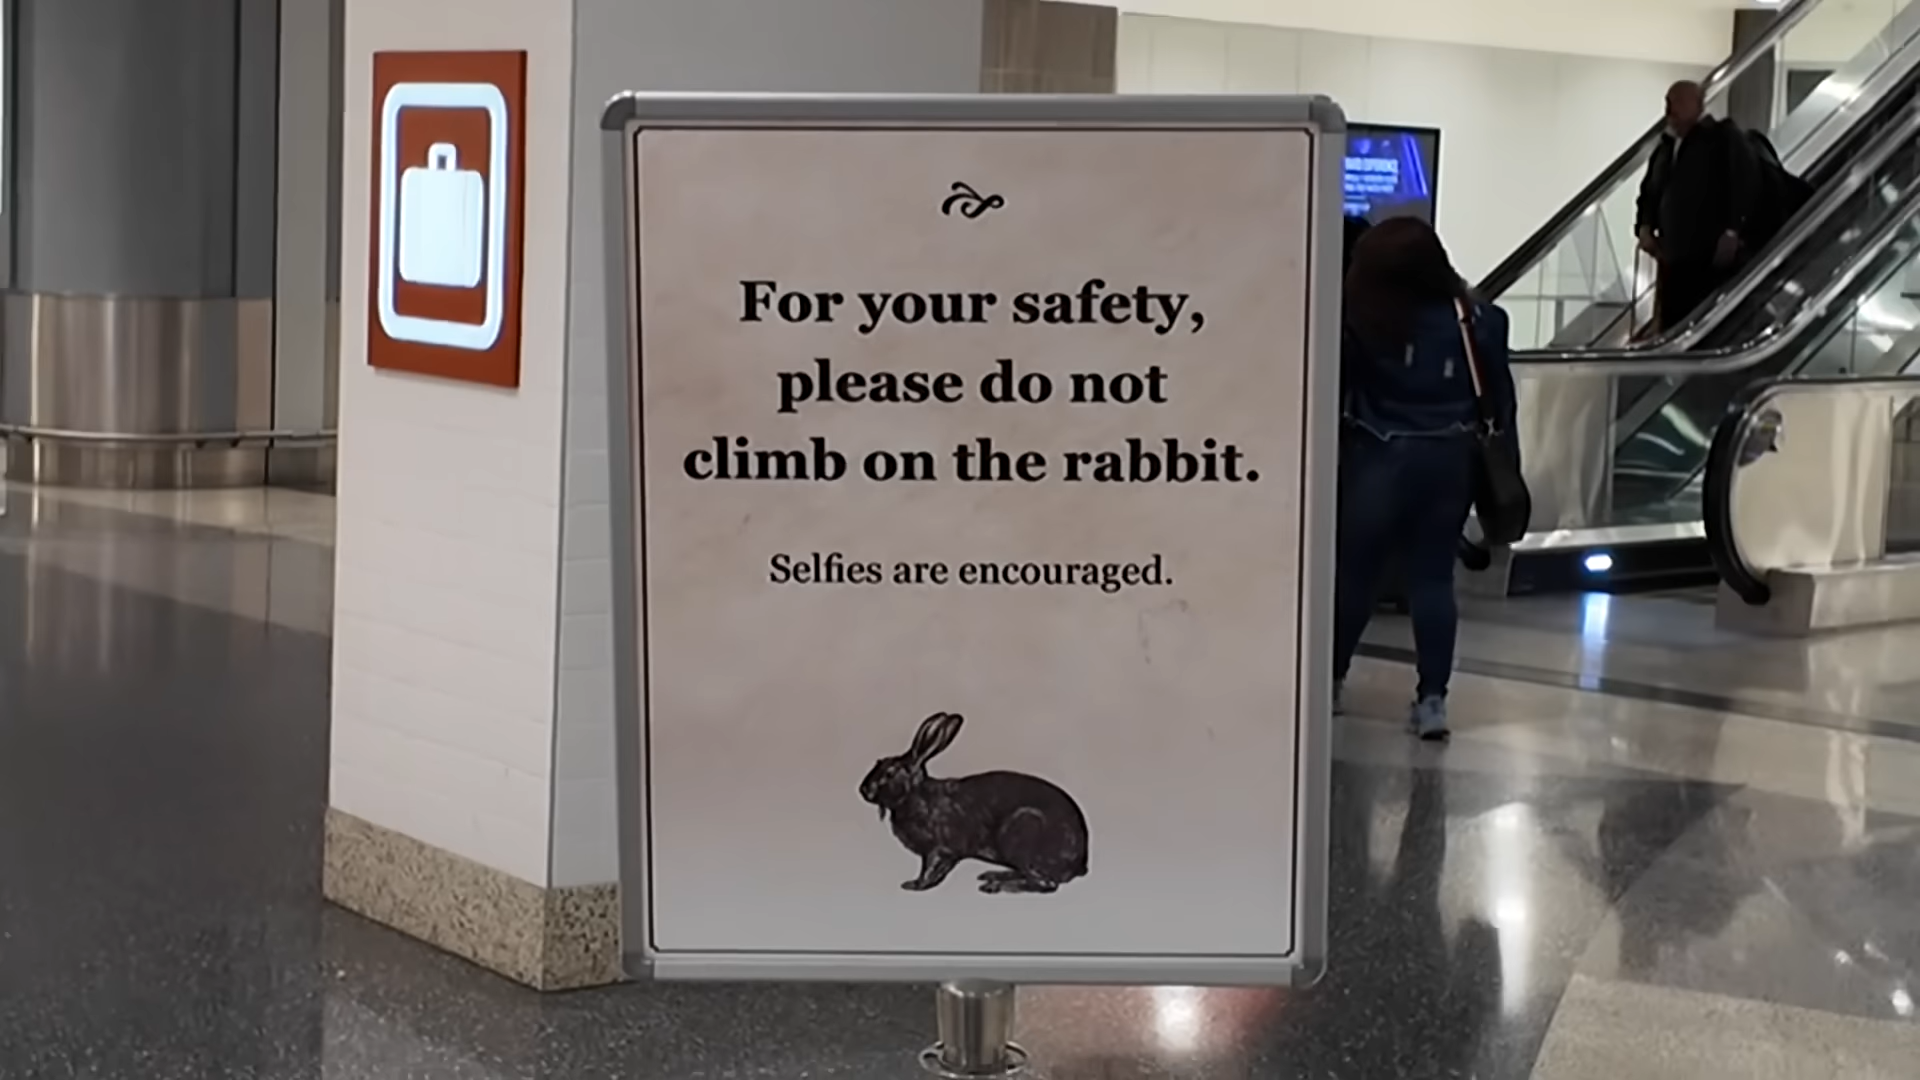 For your safety,
please do not
climb on the rabbit.
Selfies are encouraged.